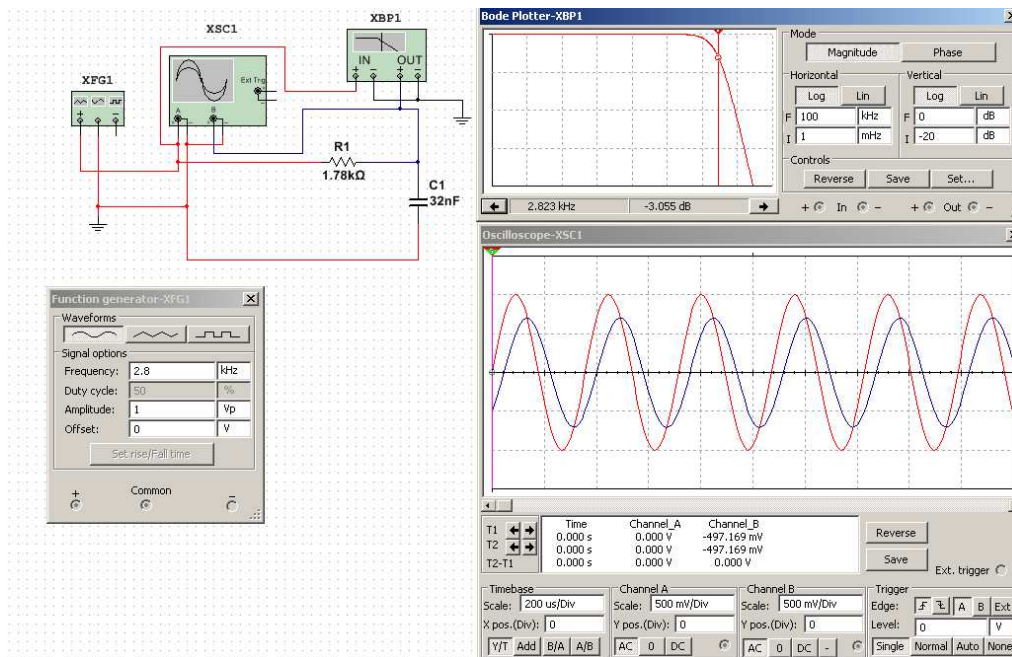 XSC1
Ext Trg
A
B
XBP1
IN
OUT
XFG1
R1
1.78kΩ
C1
32nF
Function generator-XFG1
Waveforms
Signal options
Frequency: 2.8 kHz
Duty cycle: 50 %
Amplitude: 1 Vp
Offset: 0 V
Set rise/Fall time
+ Common -
Bode Plotter-XBP1
Mode
Magnitude Phase
Horizontal Vertical
Log Lin Log Lin
F 100 kHz F 0 dB
I 1 mHz I -20 dB
Controls
Reverse Save Set...
2.823 kHz -3.055 dB + In - + Out -
Oscilloscope-XSC1
Time Channel_A Channel_B
T1 0.000 s 0.000 V -497.169 mV
T2 0.000 s 0.000 V -497.169 mV
T2-T1 0.000 s 0.000 V 0.000 V
Reverse
Save
Ext. trigger
Timebase Channel A Channel B Trigger
Scale: 200 us/Div Scale: 500 mV/Div Scale: 500 mV/Div Edge: A B Ext
X pos.(Div): 0 Y pos.(Div): 0 Y pos.(Div): 0 Level: 0 V
Y/T Add B/A A/B AC 0 DC AC 0 DC - Single Normal Auto None